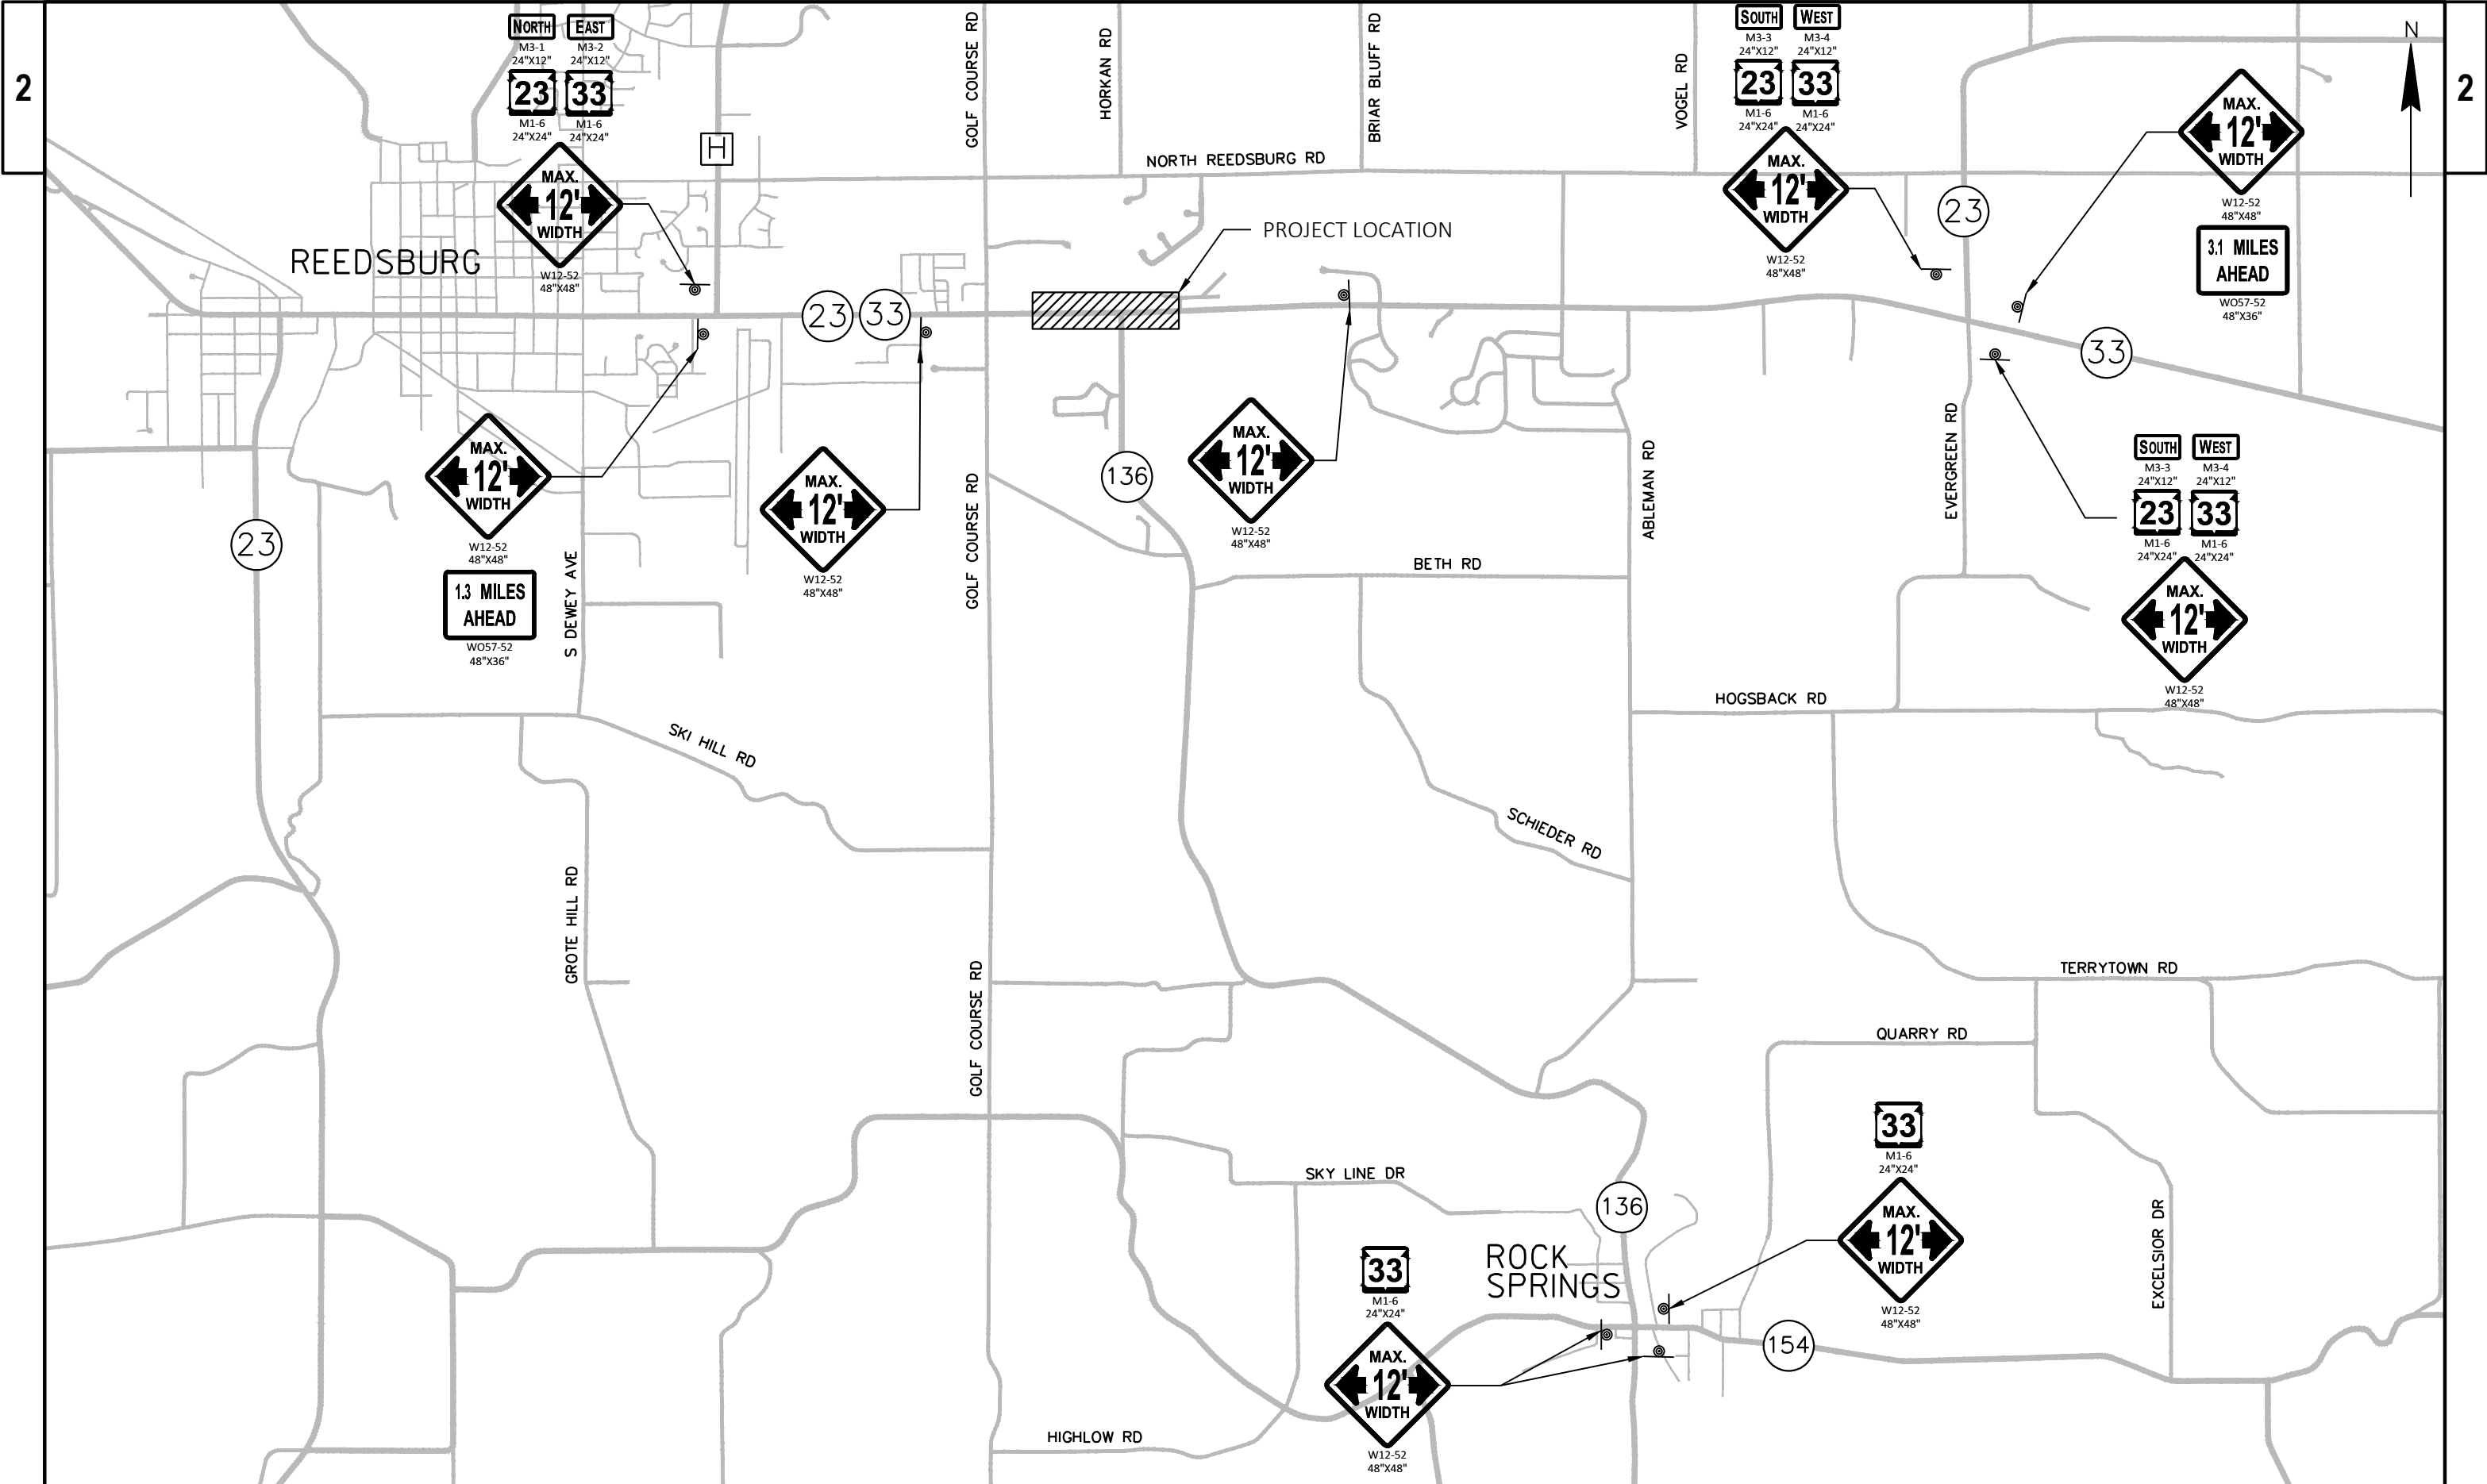 2
2
N
NORTH EAST
M3-1 M3-2
24"X12" 24"X12"
23 33
M1-6 M1-6
24"X24" 24"X24"
MAX.
12'
WIDTH
W12-52
48"X48"
H
GOLF COURSE RD
HORKAN RD
BRIAR BLUFF RD
VOGEL RD
SOUTH WEST
M3-3 M3-4
24"X12" 24"X12"
23 33
M1-6 M1-6
24"X24" 24"X24"
MAX.
12'
WIDTH
W12-52
48"X48"
23
MAX.
12'
WIDTH
W12-52
48"X48"
3.1 MILES
AHEAD
WO57-52
48"X36"
NORTH REEDSBURG RD
PROJECT LOCATION
REEDSBURG
23 33
33
MAX.
12'
WIDTH
W12-52
48"X48"
1.3 MILES
AHEAD
WO57-52
48"X36"
23
S DEWEY AVE
MAX.
12'
WIDTH
W12-52
48"X48"
GOLF COURSE RD
136
MAX.
12'
WIDTH
W12-52
48"X48"
ABLEMAN RD
EVERGREEN RD
SOUTH WEST
M3-3 M3-4
24"X12" 24"X12"
23 33
M1-6 M1-6
24"X24" 24"X24"
MAX.
12'
WIDTH
W12-52
48"X48"
BETH RD
HOGSBACK RD
SKI HILL RD
SCHIEDER RD
GROTE HILL RD
GOLF COURSE RD
TERRYTOWN RD
QUARRY RD
SKY LINE DR
136
33
M1-6
24"X24"
MAX.
12'
WIDTH
W12-52
48"X48"
EXCELSIOR DR
ROCK
SPRINGS
33
M1-6
24"X24"
MAX.
12'
WIDTH
W12-52
48"X48"
154
HIGHLOW RD